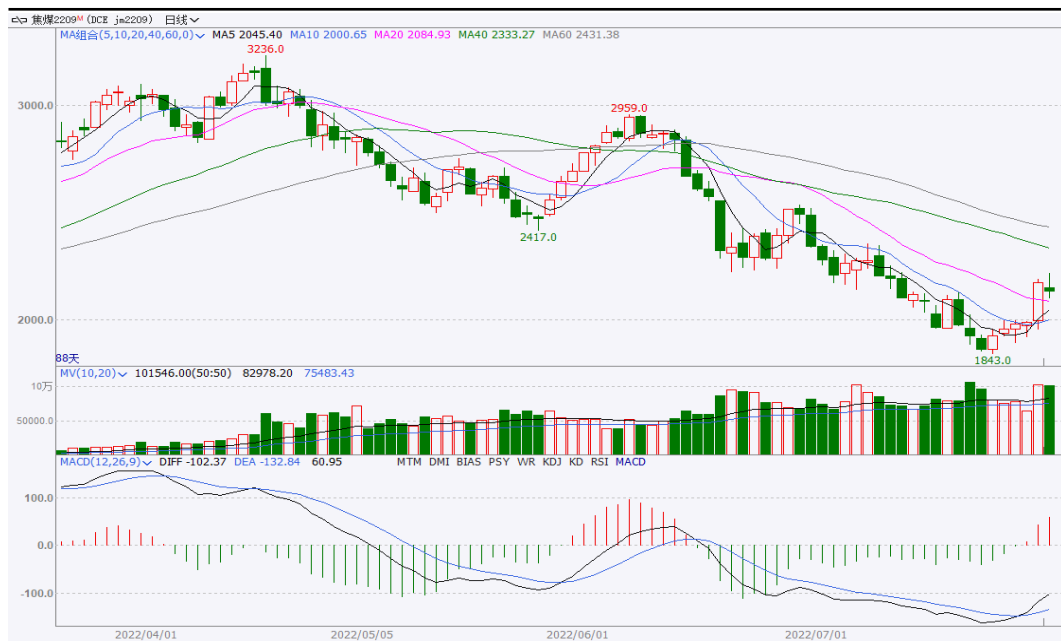 焦煤2209M (DCE jm2209) 日线
MA组合(5,10,20,40,60,0) MA5 2045.40 MA10 2000.65 MA20 2084.93 MA40 2333.27 MA60 2431.38
3236.0
3000.0
2959.0
2417.0
2000.0
1843.0
88天
MV(10,20) 101546.00(50:50) 82978.20 75483.43
10万
50000.0
MACD(12,26,9) DIFF -102.37 DEA -132.84 60.95 MTM DMI BIAS PSY WR KDJ KD RSI MACD
100.0
0.0
-100.0
2022/04/01 2022/05/05 2022/06/01 2022/07/01